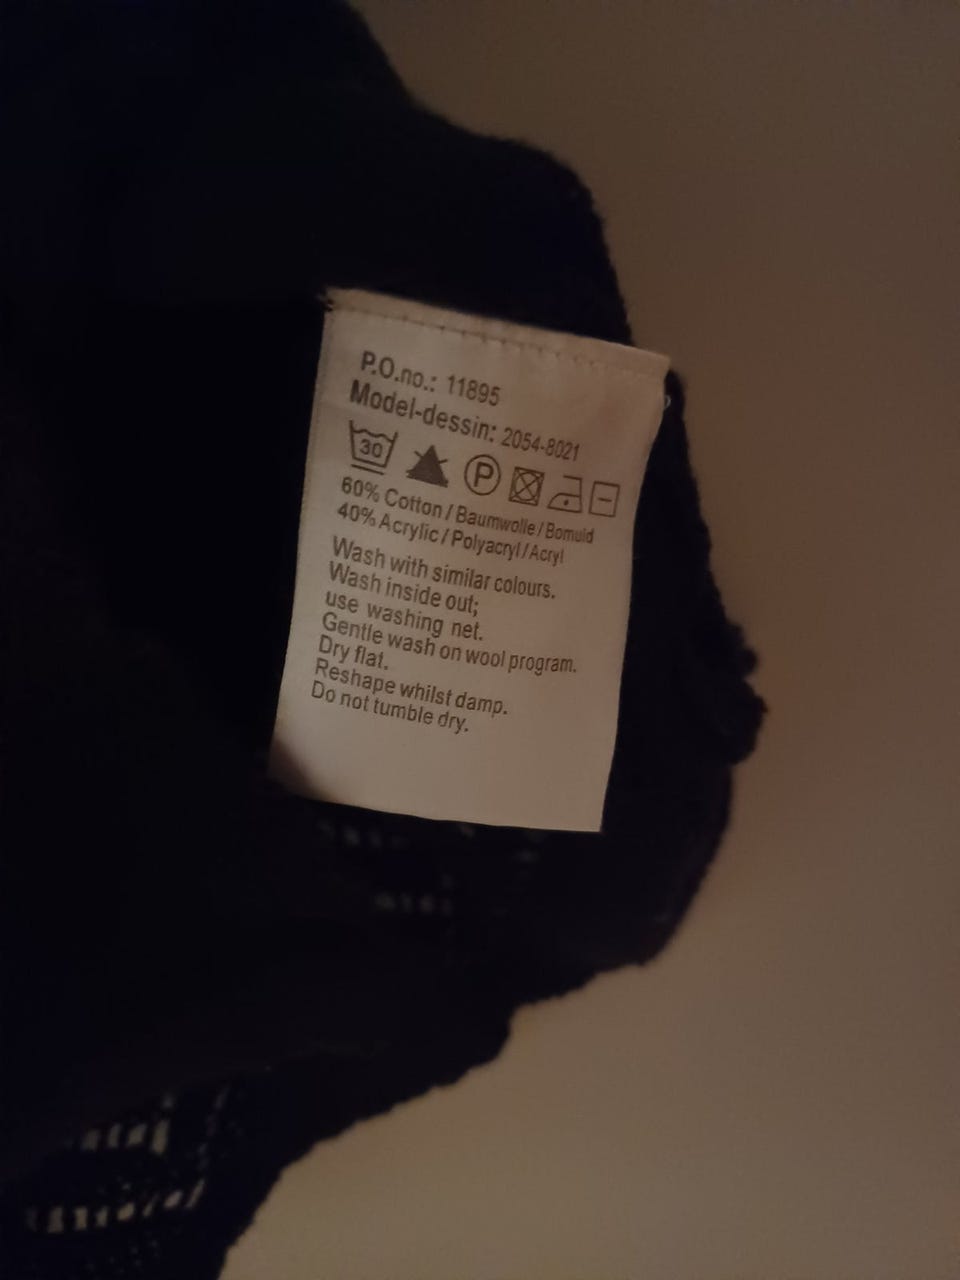 P.O.no.: 11895
Model-dessin: 2054-8021
30 P
60% Cotton / Baumwolle / Bomuld
40% Acrylic / Polyacryl / Acryl
Wash with similar colours.
Wash inside out;
use washing net.
Gentle wash on wool program.
Dry flat.
Reshape whilst damp.
Do not tumble dry.